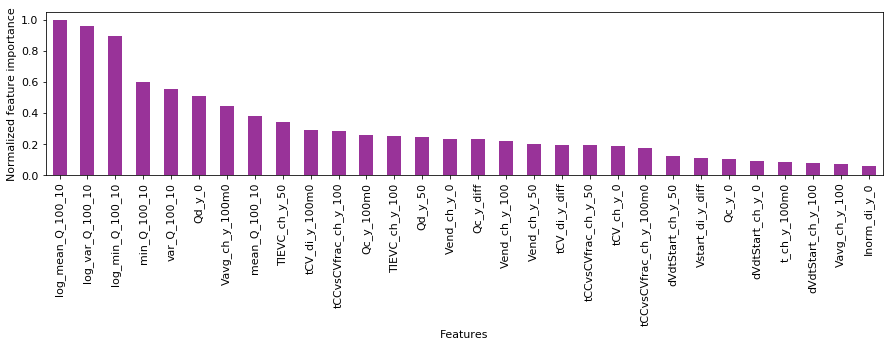 Normalized feature importance
1.0
0.8
0.6
0.4
0.2
0.0
log_mean_Q_100_10
log_var_Q_100_10
log_min_Q_100_10
min_Q_100_10
var_Q_100_10
Qd_y_0
Vavg_ch_y_100m0
mean_Q_100_10
TIEVC_ch_y_50
tCV_di_y_100m0
tCCvsCVfrac_ch_y_100
Qc_y_100m0
TIEVC_ch_y_100
Qd_y_50
Vend_ch_y_0
Qc_y_diff
Vend_ch_y_100
Vend_ch_y_50
tCV_di_y_diff
tCCvsCVfrac_ch_y_50
tCV_ch_y_0
tCCvsCVfrac_ch_y_100m0
dVdtStart_ch_y_50
Vstart_di_y_diff
Qc_y_0
dVdtStart_ch_y_0
t_ch_y_100m0
dVdtStart_ch_y_100
Vavg_ch_y_100
Inorm_di_y_0
Features